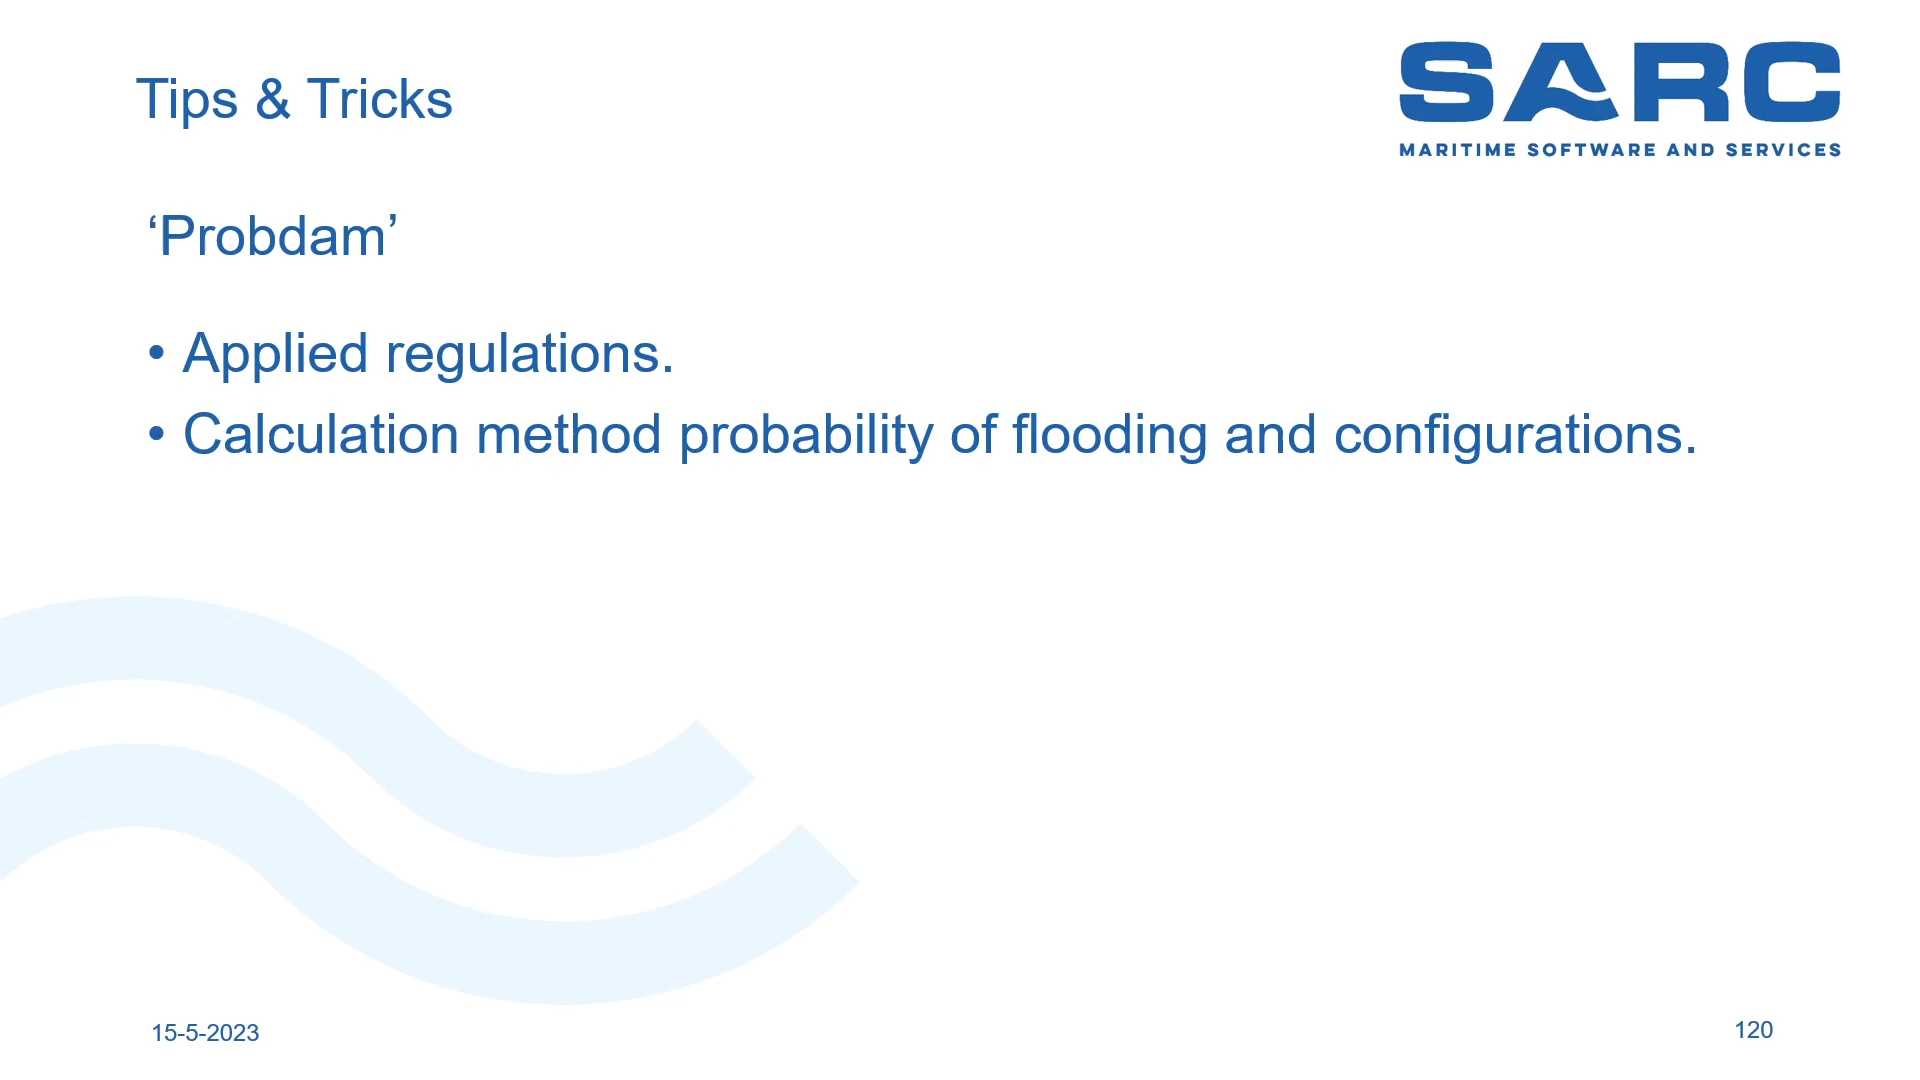 Tips & Tricks
SARC
MARITIME SOFTWARE AND SERVICES
‘Probdam’
• Applied regulations.
• Calculation method probability of flooding and configurations.
15-5-2023
120